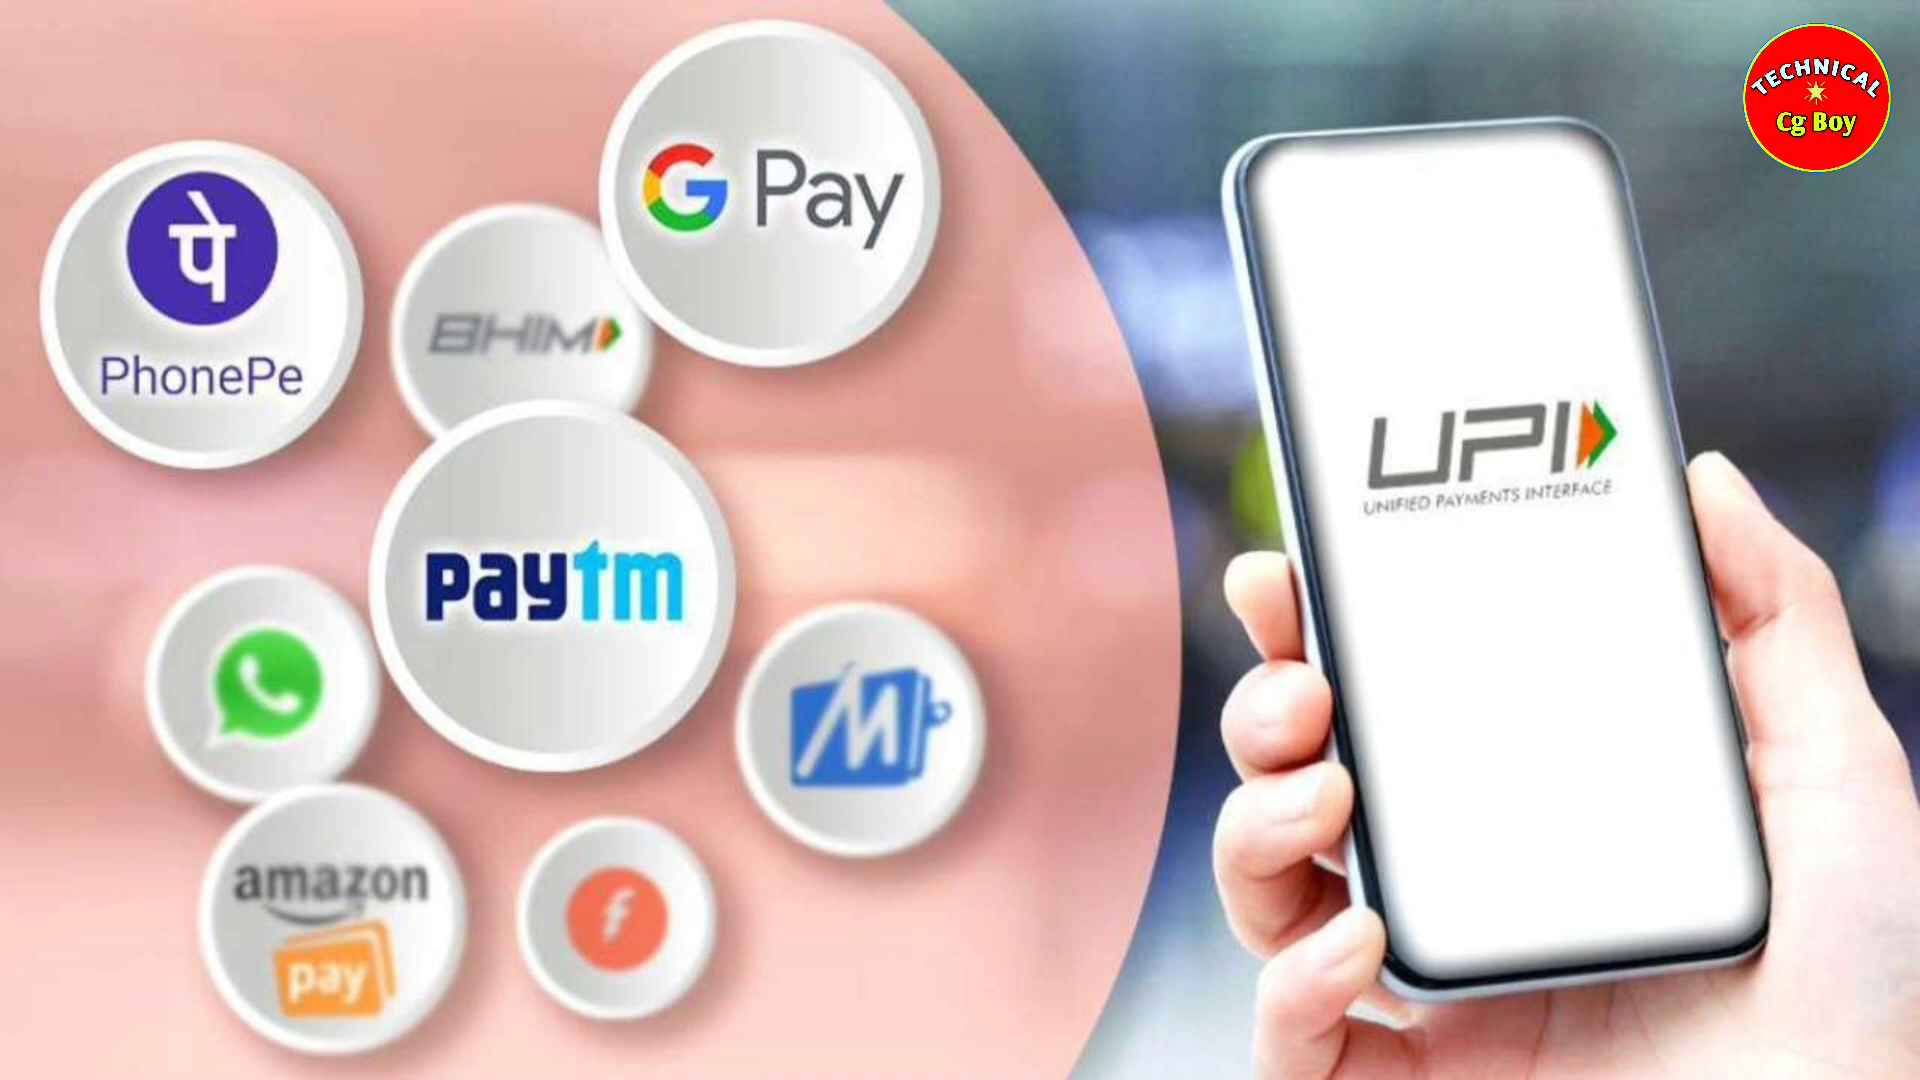 पे
PhonePe
BHIM
G Pay
paytm
M
amazon
pay
f
UPI
UNIFIED PAYMENTS INTERFACE
TECHNICAL
Cg Boy